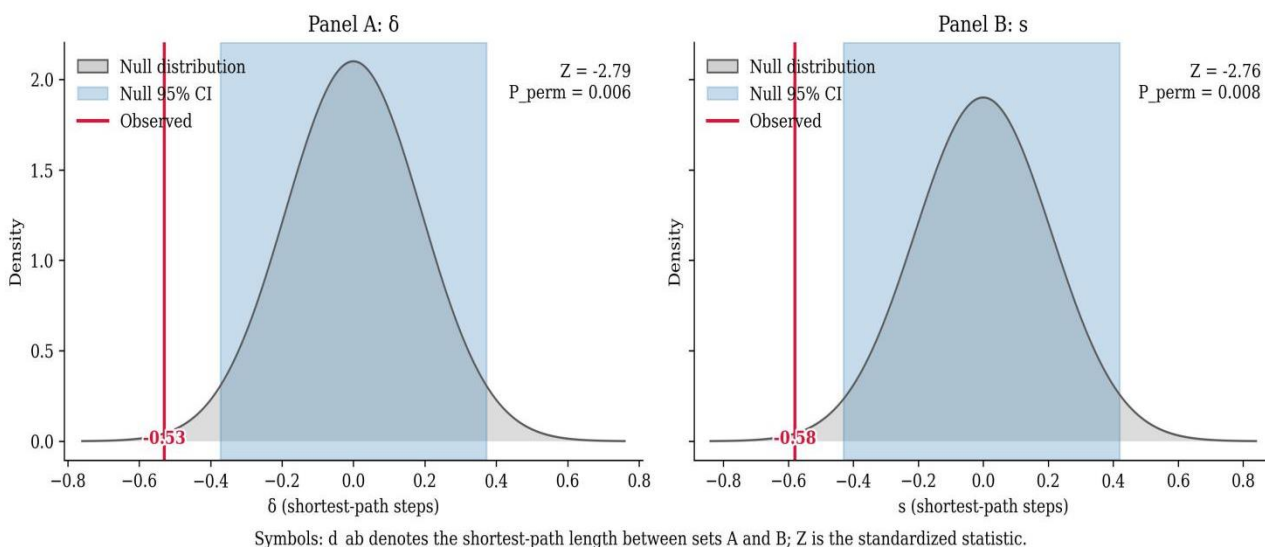 Panel A: δ
Null distribution
Null 95% CI
Observed
Z = -2.79
P_perm = 0.006
2.0
1.5
1.0
0.5
0.0
Density
-0.53
−0.8 −0.6 −0.4 −0.2 0.0 0.2 0.4 0.6 0.8
δ (shortest-path steps)
Panel B: s
Null distribution
Null 95% CI
Observed
Z = -2.76
P_perm = 0.008
Density
-0.58
−0.8 −0.6 −0.4 −0.2 0.0 0.2 0.4 0.6 0.8
s (shortest-path steps)
Symbols: d ab denotes the shortest-path length between sets A and B; Z is the standardized statistic.